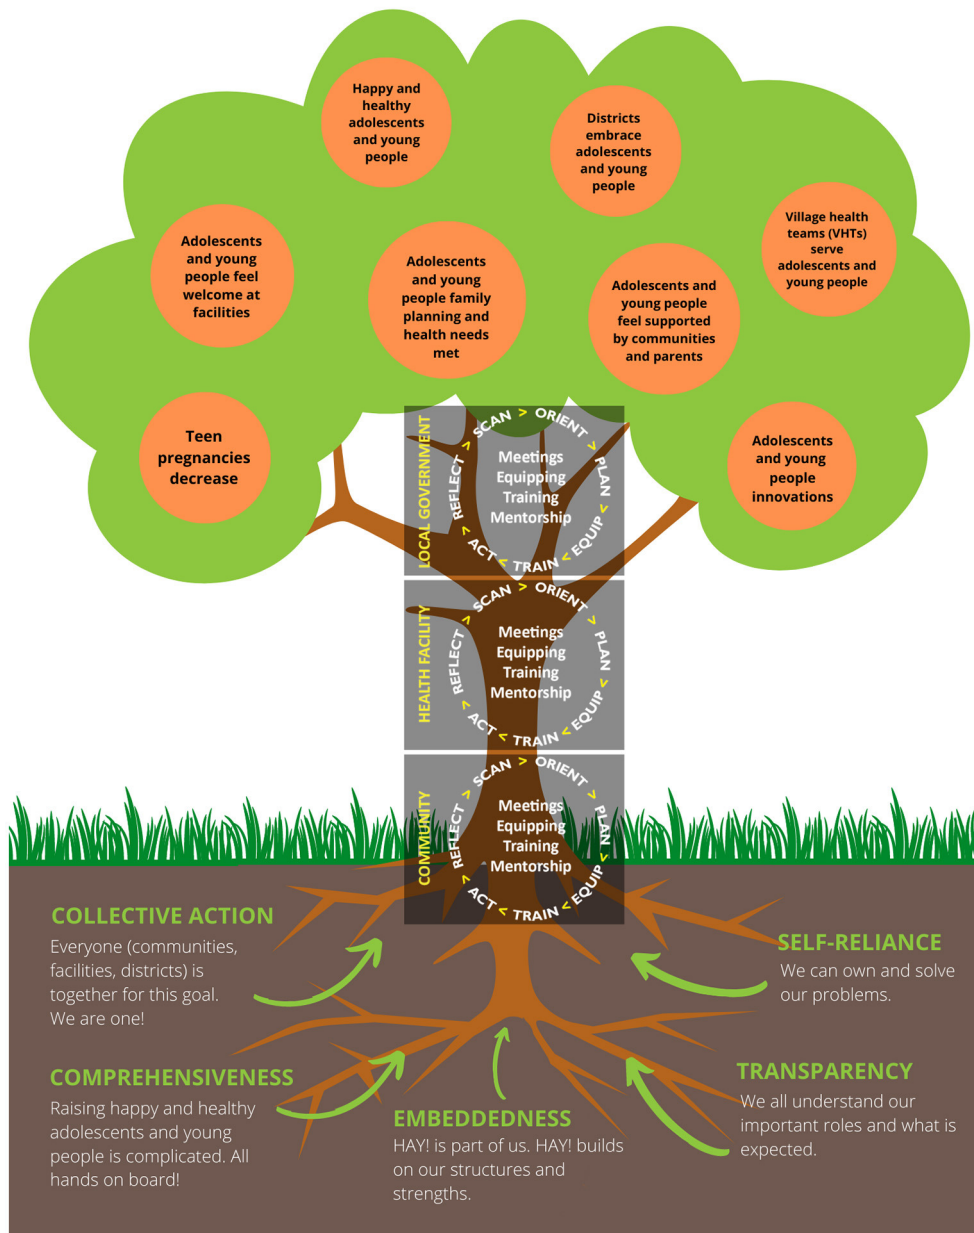 Happy and
healthy
adolescents
and young
people
Districts
embrace
adolescents
and young
people
Village health
teams (VHTs)
serve
adolescents and
young people
Adolescents
and young
people feel
welcome at
facilities
Adolescents
and young
people family
planning and
health needs
met
Adolescents and
young people
feel supported
by communities
and parents
Teen
pregnancies
decrease
Adolescents
and young
people
innovations
LOCAL GOVERNMENT
SCAN > ORIENT > PLAN > EQUIP > TRAIN > ACT > REFLECT >
Meetings
Equipping
Training
Mentorship
HEALTH FACILITY
SCAN > ORIENT > PLAN > EQUIP > TRAIN > ACT > REFLECT >
Meetings
Equipping
Training
Mentorship
COMMUNITY
SCAN > ORIENT > PLAN > EQUIP > TRAIN > ACT > REFLECT >
Meetings
Equipping
Training
Mentorship
COLLECTIVE ACTION
Everyone (communities,
facilities, districts) is
together for this goal.
We are one!
SELF-RELIANCE
We can own and solve
our problems.
COMPREHENSIVENESS
Raising happy and healthy
adolescents and young
people is complicated. All
hands on board!
EMBEDDEDNESS
HAY! is part of us. HAY! builds
on our structures and
strengths.
TRANSPARENCY
We all understand our
important roles and what is
expected.